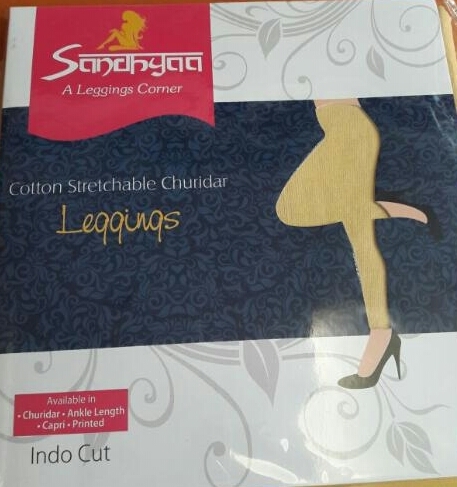 Sandhyaa
A Leggings Corner
Cotton Stretchable Churidar
Leggings
Available in
• Churidar • Ankle Length
• Capri • Printed
Indo Cut